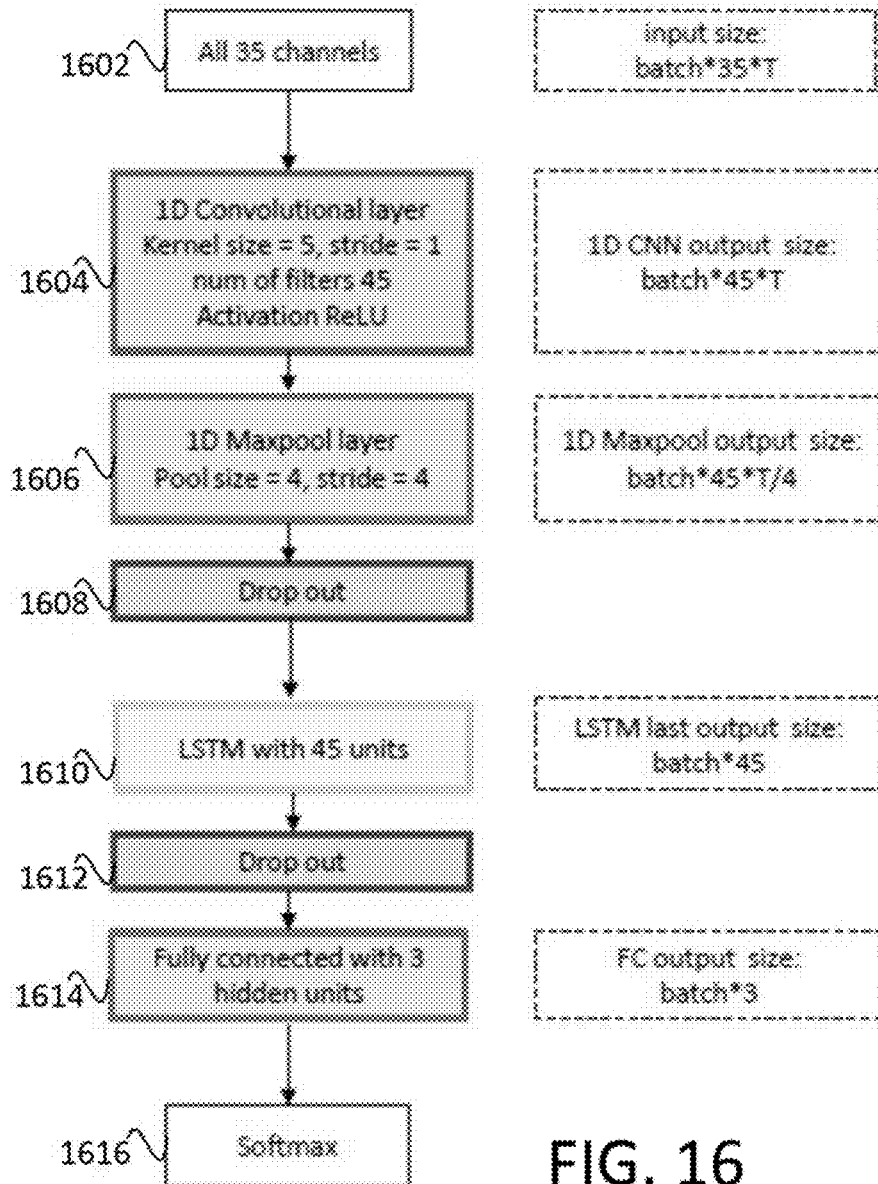 1602
All 35 channels
input size:
batch*35*T
1604
1D Convolutional layer
Kernel size = 5, stride = 1
num of filters 45
Activation ReLU
1D CNN output size:
batch*45*T
1606
1D Maxpool layer
Pool size = 4, stride = 4
1D Maxpool output size:
batch*45*T/4
1608
Drop out
1610
LSTM with 45 units
LSTM last output size:
batch*45
1612
Drop out
1614
Fully connected with 3
hidden units
FC output size:
batch*3
1616
Softmax
FIG. 16